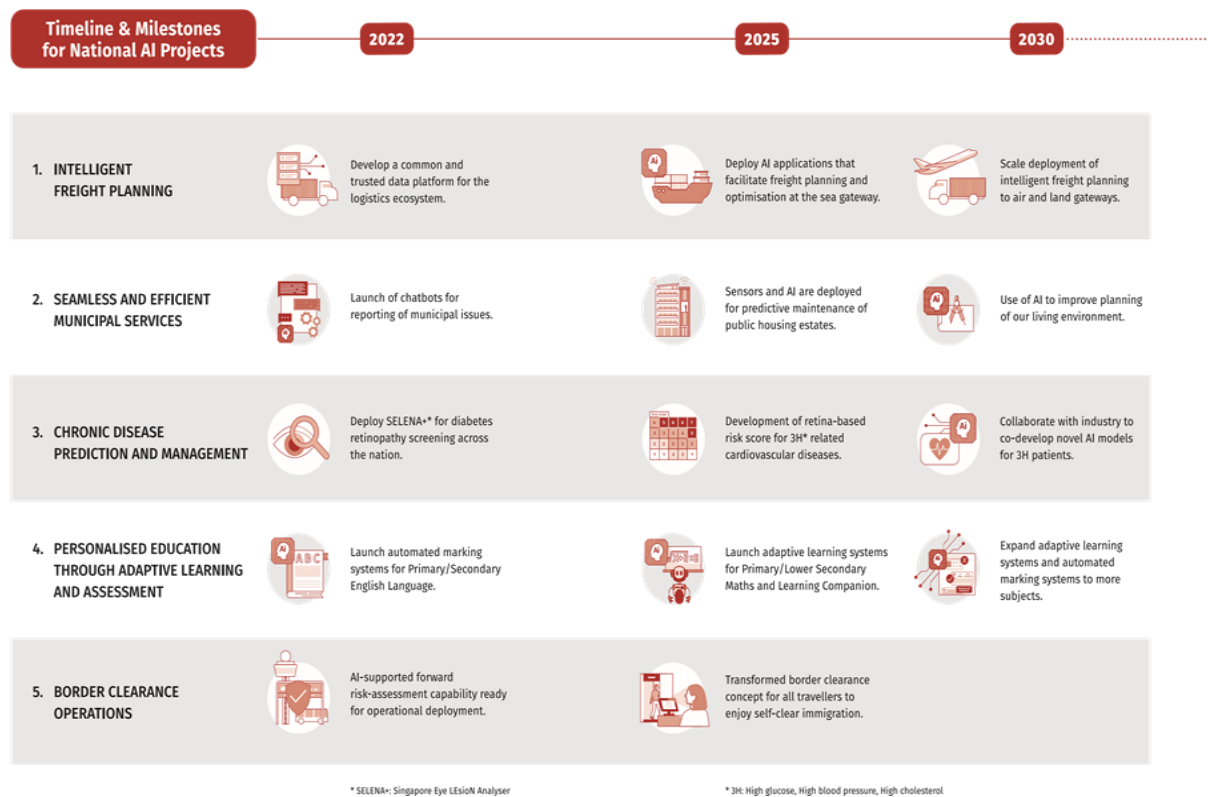 Timeline & Milestones
for National AI Projects
2022
2025
2030
1. INTELLIGENT
FREIGHT PLANNING
Develop a common and
trusted data platform for the
logistics ecosystem.
Ai
Deploy AI applications that
facilitate freight planning and
optimisation at the sea gateway.
Scale deployment of
intelligent freight planning
to air and land gateways.
2. SEAMLESS AND EFFICIENT
MUNICIPAL SERVICES
Ai
Launch of chatbots for
reporting of municipal issues.
Sensors and AI are deployed
for predictive maintenance of
public housing estates.
Ai
Use of AI to improve planning
of our living environment.
3. CHRONIC DISEASE
PREDICTION AND MANAGEMENT
Deploy SELENA+* for diabetes
retinopathy screening across
the nation.
Development of retina-based
risk score for 3H* related
cardiovascular diseases.
Ai
Collaborate with industry to
co-develop novel AI models
for 3H patients.
4. PERSONALISED EDUCATION
THROUGH ADAPTIVE LEARNING
AND ASSESSMENT
Ai
ABC
Launch automated marking
systems for Primary/Secondary
English Language.
Ai
Launch adaptive learning systems
for Primary/Lower Secondary
Maths and Learning Companion.
Ai
Expand adaptive learning
systems and automated
marking systems to more
subjects.
5. BORDER CLEARANCE
OPERATIONS
AI-supported forward
risk-assessment capability ready
for operational deployment.
Transformed border clearance
concept for all travellers to
enjoy self-clear immigration.
* SELENA+: Singapore Eye LEsioN Analyser
* 3H: High glucose, High blood pressure, High cholesterol